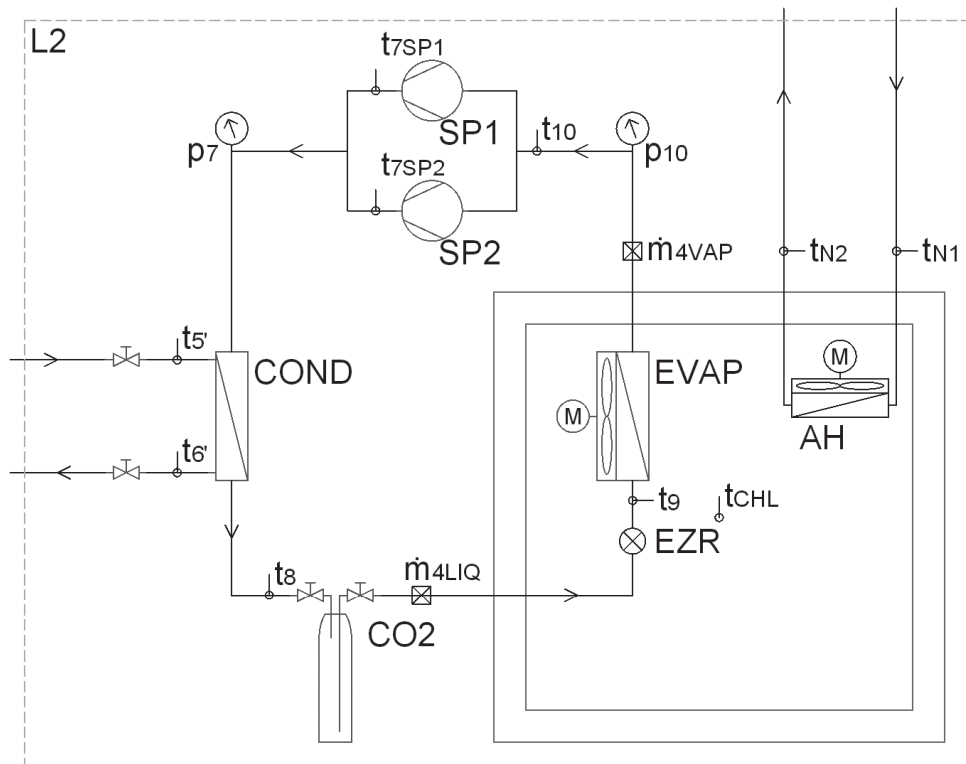 L2
t7SP1
SP1
t10
p7
p10
t7SP2
SP2
ṁ4VAP
tN2
tN1
t5'
COND
EVAP
M
M
AH
t6'
t9
tCHL
EZR
t8
ṁ4LIQ
CO2